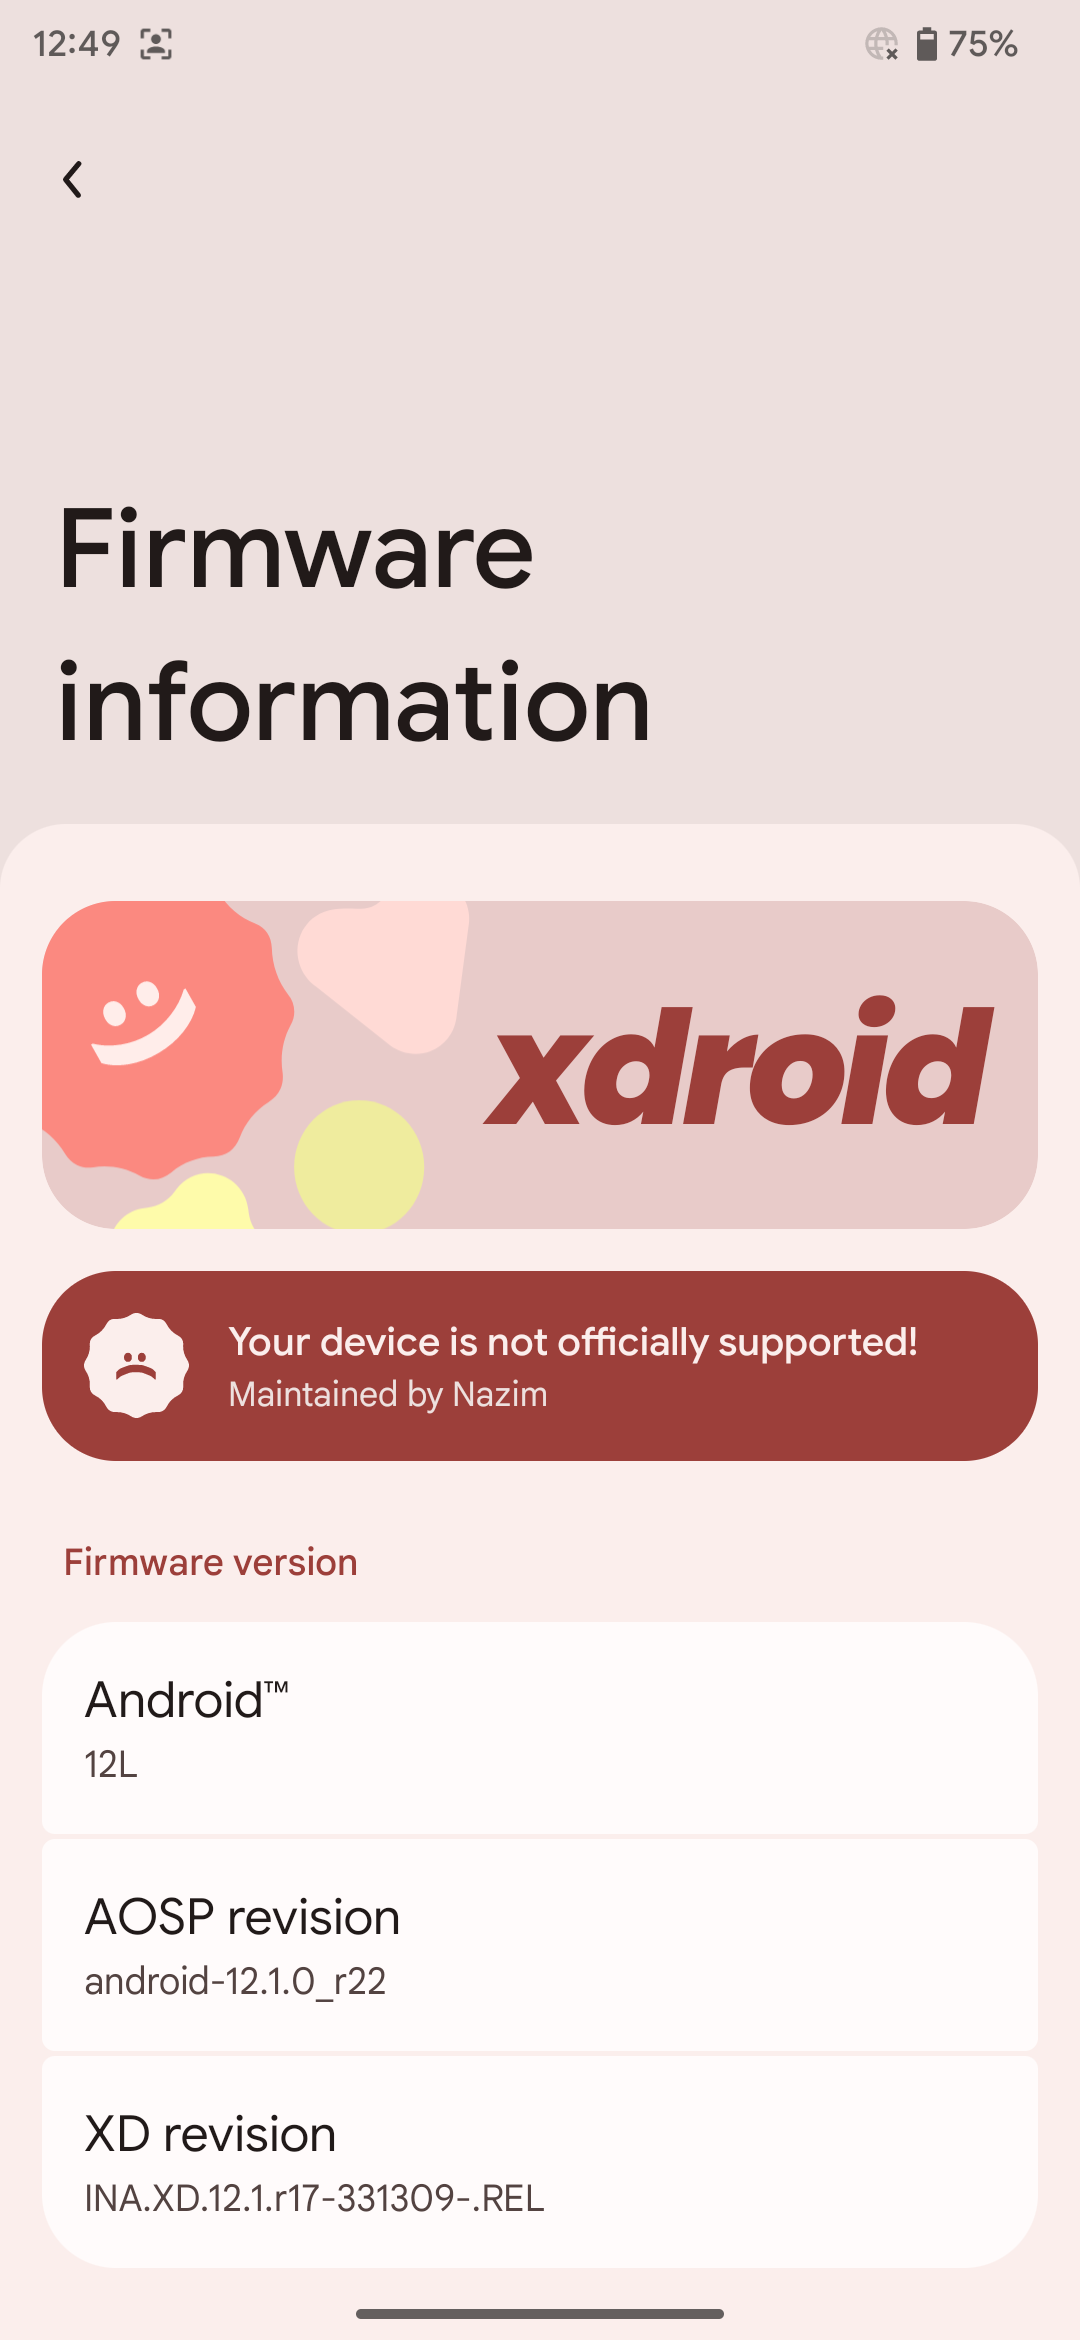 12:49 75%
Firmware
information
xdroid
Your device is not officially supported!
Maintained by Nazim
Firmware version
Android™
12L
AOSP revision
android-12.1.0_r22
XD revision
INA.XD.12.1.r17-331309-.REL